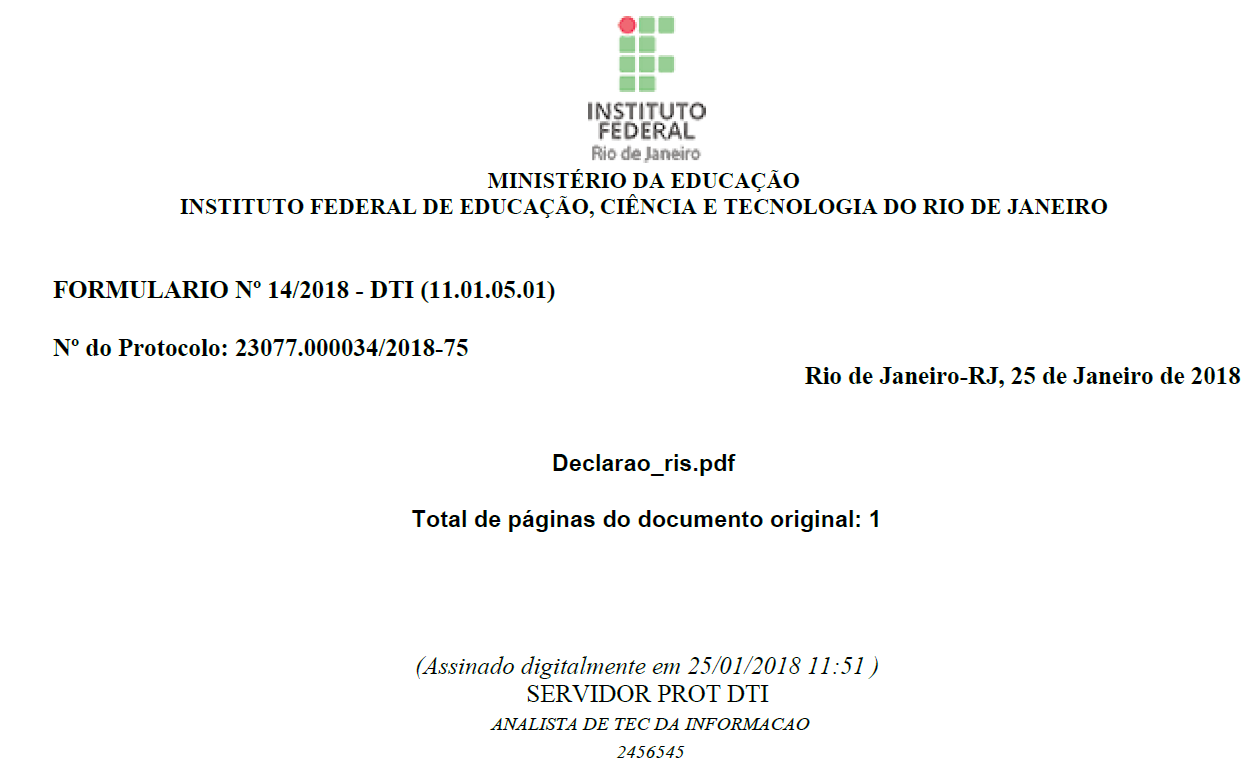 INSTITUTO
FEDERAL
Rio de Janeiro
MINISTÉRIO DA EDUCAÇÃO
INSTITUTO FEDERAL DE EDUCAÇÃO, CIÊNCIA E TECNOLOGIA DO RIO DE JANEIRO
FORMULARIO Nº 14/2018 - DTI (11.01.05.01)
Nº do Protocolo: 23077.000034/2018-75
Rio de Janeiro-RJ, 25 de Janeiro de 2018
Declarao_ris.pdf
Total de páginas do documento original: 1
(Assinado digitalmente em 25/01/2018 11:51 )
SERVIDOR PROT DTI
ANALISTA DE TEC DA INFORMACAO
2456545